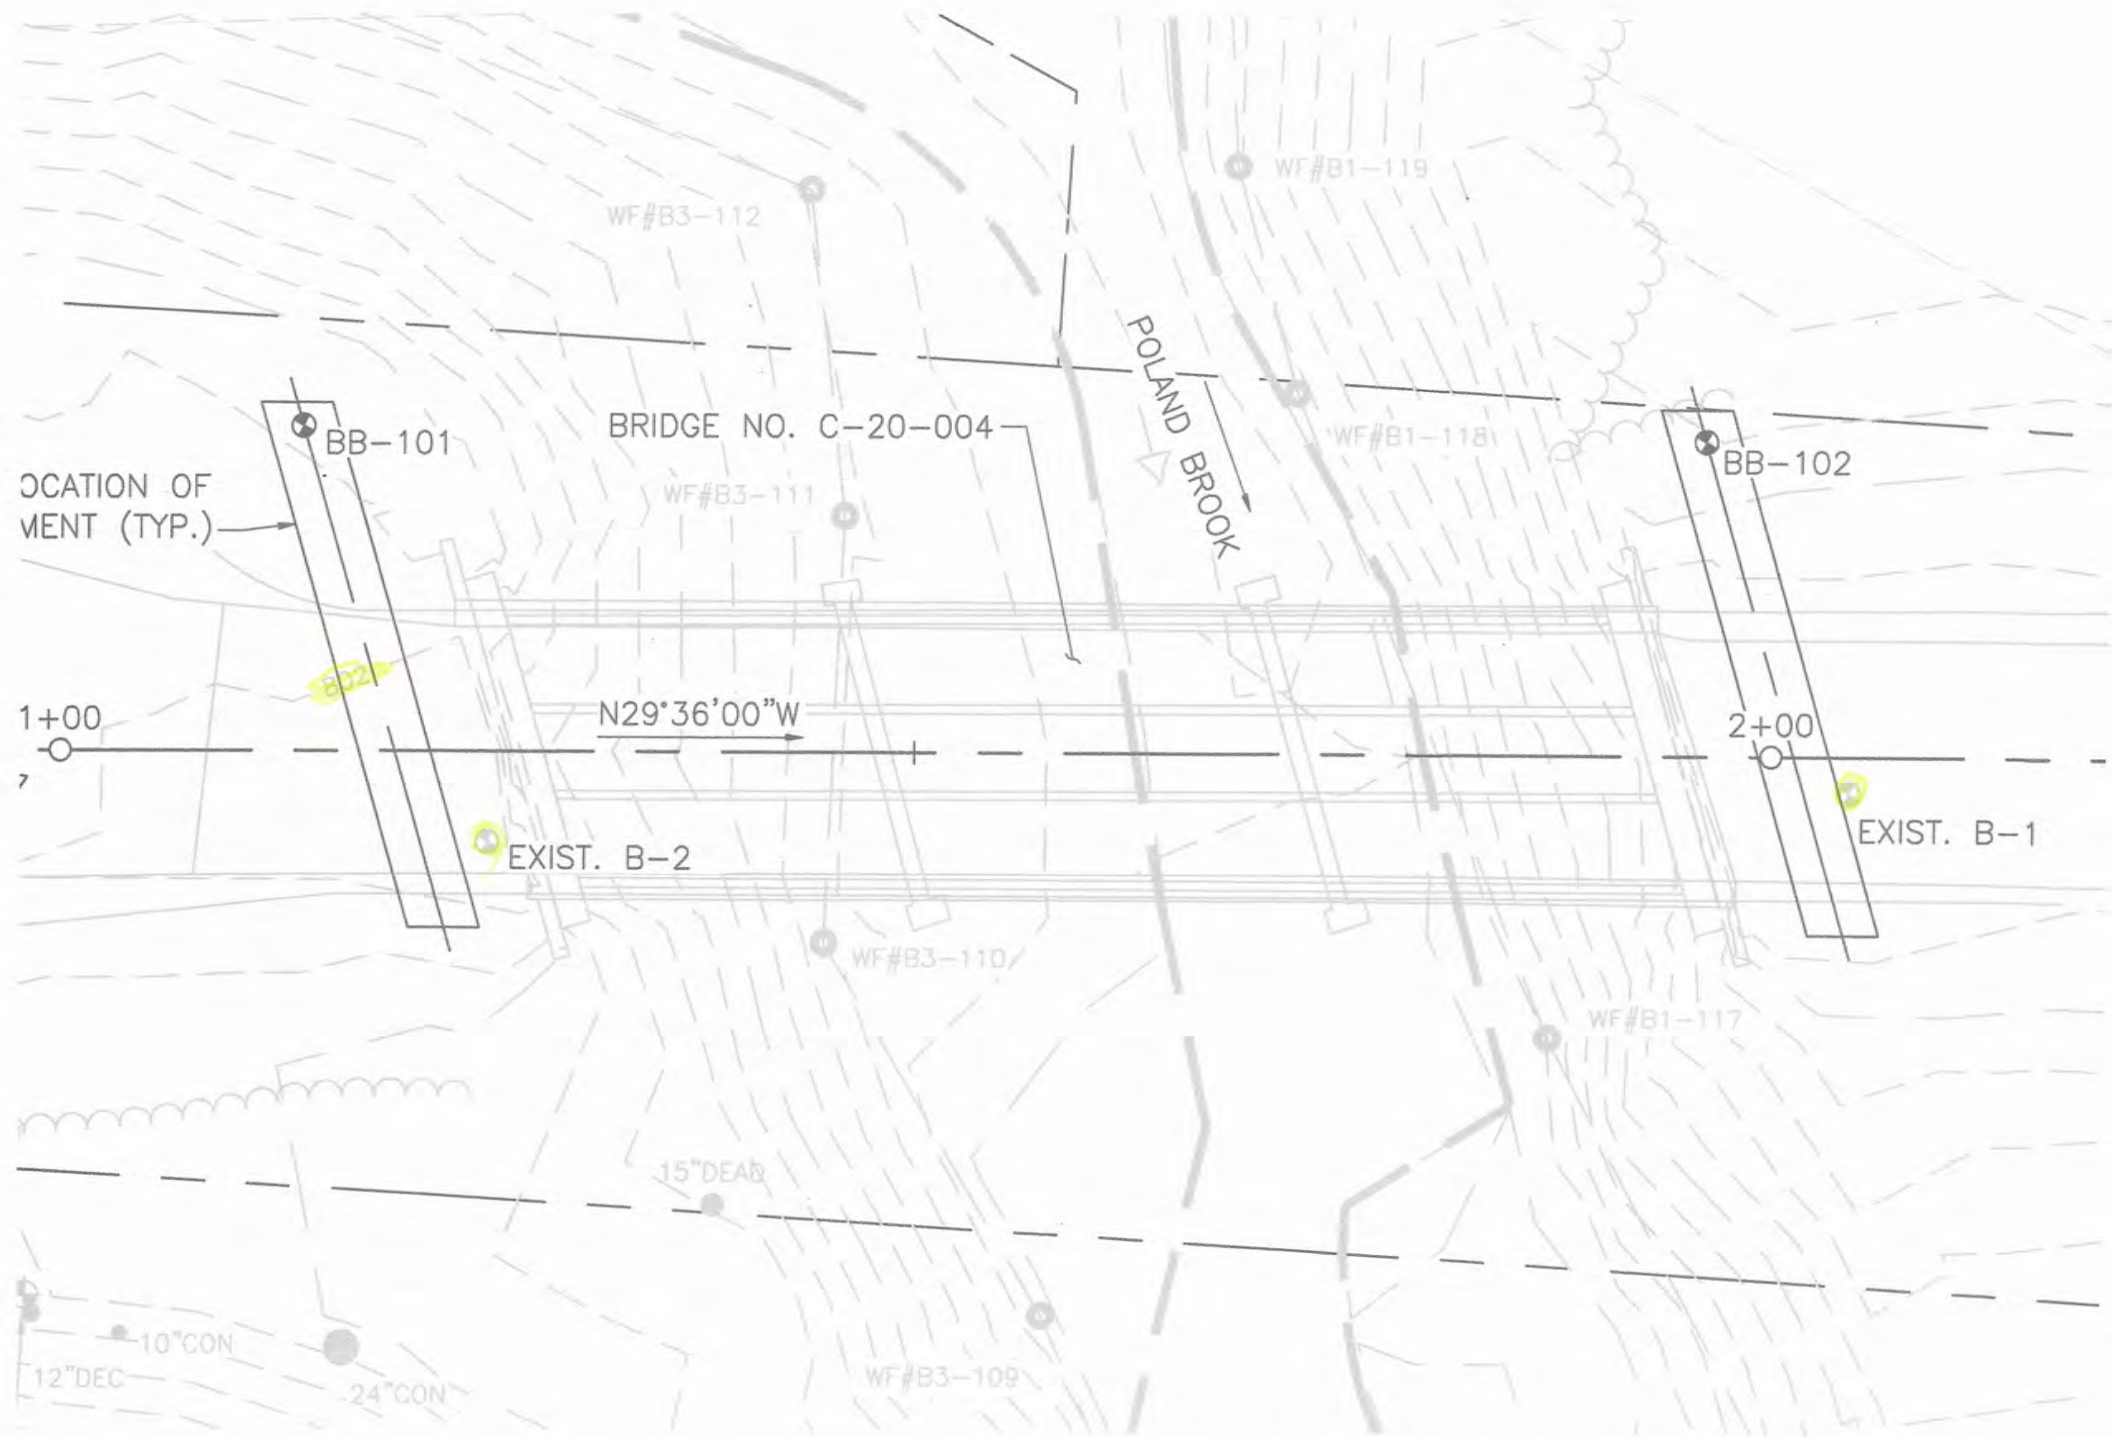 WF#B1-119
WF#B3-112
POLAND BROOK
BRIDGE NO. C-20-004
BB-101
WF#B1-118
BB-102
OCATION OF
MENT (TYP.)
WF#B3-111
802
1+00
N29°36'00"W
2+00
7
EXIST. B-2
EXIST. B-1
WF#B3-110
WF#B1-117
15"DEAD
10"CON
12"DEC
24"CON
WF#B3-109